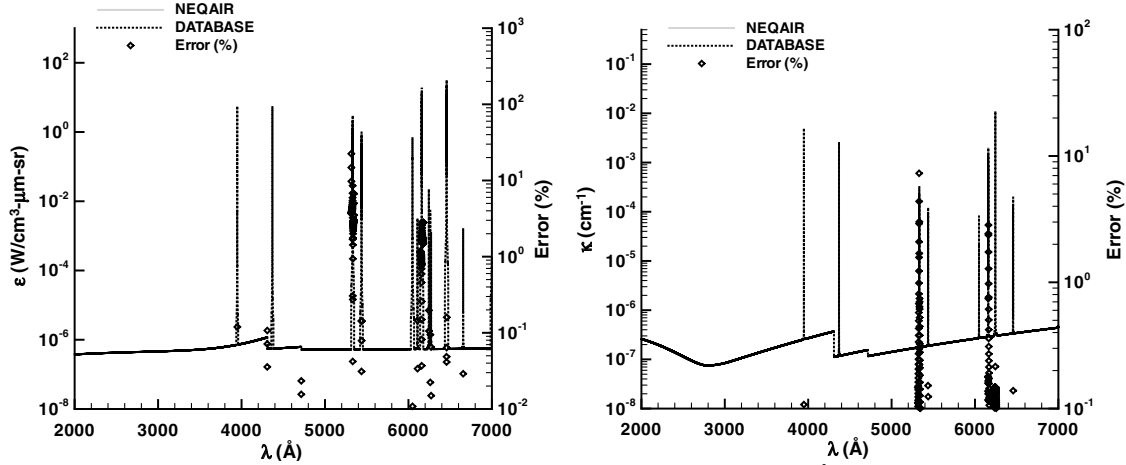 NEQAIR
DATABASE
Error (%)
10² 10⁰ 10⁻² 10⁻⁴ 10⁻⁶ 10⁻⁸
ε (W/cm³-μm-sr)
10³ 10² 10¹ 10⁰ 10⁻¹ 10⁻²
Error (%)
2000 3000 4000 5000 6000 7000
λ (Å)
NEQAIR
DATABASE
Error (%)
10⁻¹ 10⁻² 10⁻³ 10⁻⁴ 10⁻⁵ 10⁻⁶ 10⁻⁷ 10⁻⁸
κ (cm⁻¹)
10² 10¹ 10⁰ 10⁻¹
Error (%)
2000 3000 4000 5000 6000 7000
λ (Å)